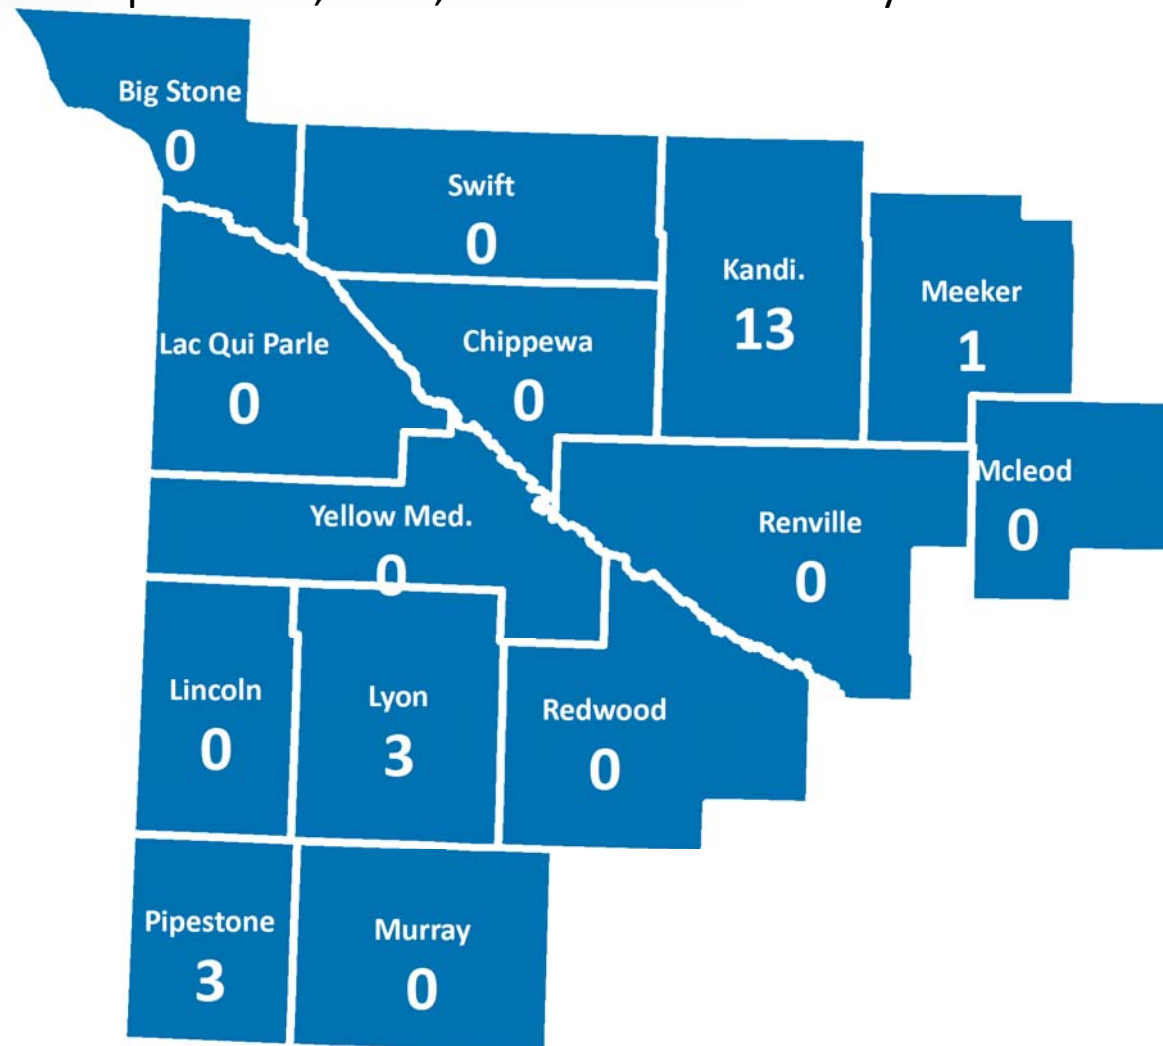 Big Stone
0
Swift
0
Kandi.
13
Meeker
1
Lac Qui Parle
0
Chippewa
0
Mcleod
0
Yellow Med.
0
Renville
0
Lincoln
0
Lyon
3
Redwood
0
Pipestone
3
Murray
0